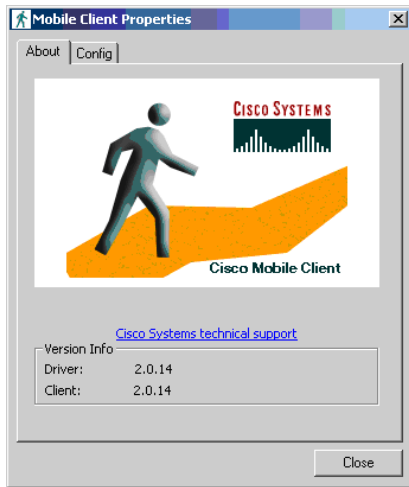 Mobile Client Properties
About
Config
CISCO SYSTEMS
Cisco Mobile Client
Cisco Systems technical support
Version Info
Driver: 2.0.14
Client: 2.0.14
Close